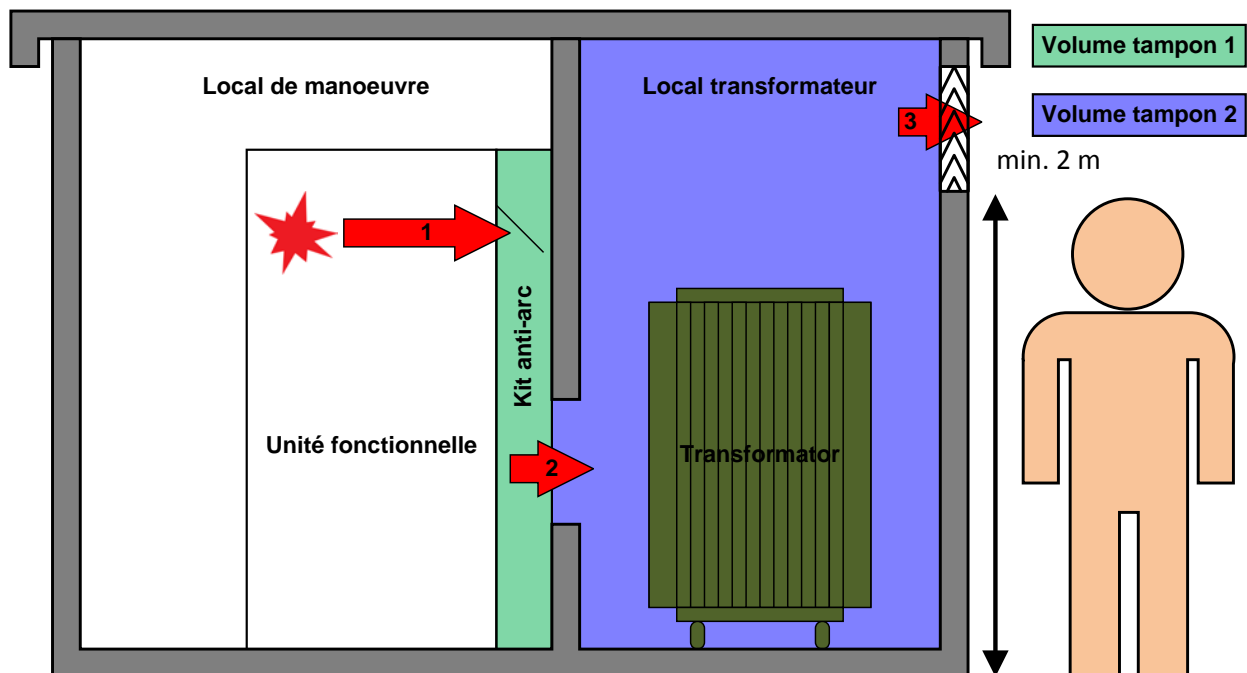 Local de manoeuvre
Local transformateur
Volume tampon 1
Volume tampon 2
3
min. 2 m
1
Kit anti-arc
Unité fonctionnelle
2
Transformator